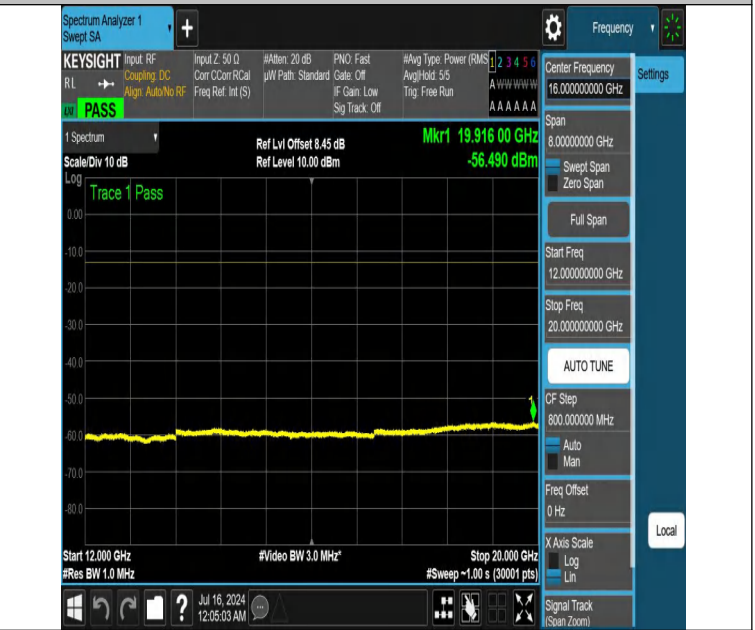 Spectrum Analyzer 1
Swept SA
+
Frequency
KEYSIGHT
RL
PASS
Input: RF
Coupling: DC
Align: Auto/No RF
Input Z: 50 Ω
Corr CCorr RCal
Freq Ref: Int (S)
#Atten: 20 dB
µW Path: Standard
PNO: Fast
Gate: Off
IF Gain: Low
Sig Track: Off
#Avg Type: Power (RMS
Avg|Hold: 5/5
Trig: Free Run
1 2 3 4 5 6
A W W W W W
A A A A A A
1 Spectrum
Scale/Div 10 dB
Ref Lvl Offset 8.45 dB
Ref Level 10.00 dBm
Mkr1 19.916 00 GHz
-56.490 dBm
Log
Trace 1 Pass
0.00
-10.0
-20.0
-30.0
-40.0
-50.0
-60.0
-70.0
-80.0
1
Start 12.000 GHz
#Res BW 1.0 MHz
#Video BW 3.0 MHz*
Stop 20.000 GHz
#Sweep ~1.00 s (30001 pts)
Jul 16, 2024
12:05:03 AM
?
Center Frequency
16.000000000 GHz
Settings
Span
8.00000000 GHz
Swept Span
Zero Span
Full Span
Start Freq
12.000000000 GHz
Stop Freq
20.000000000 GHz
AUTO TUNE
CF Step
800.000000 MHz
Auto
Man
Freq Offset
0 Hz
X Axis Scale
Log
Lin
Local
Signal Track
(Span Zoom)